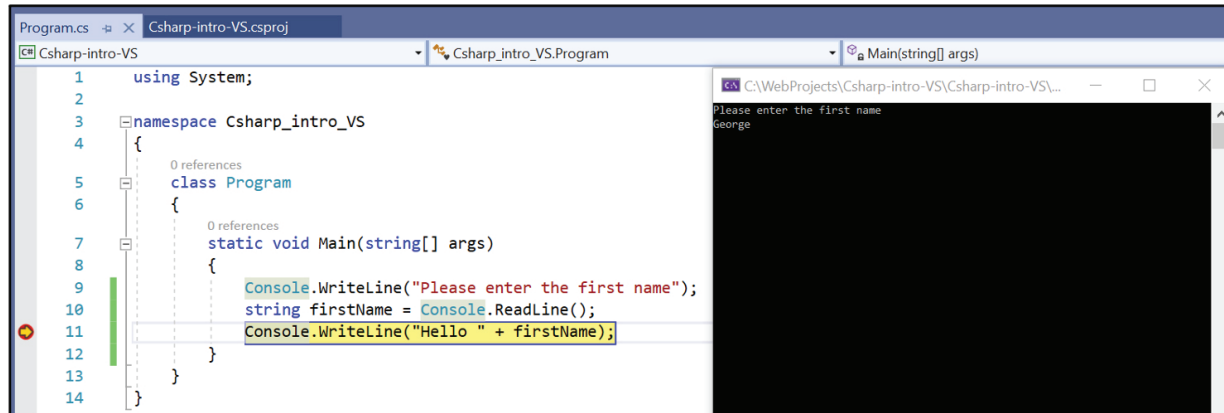 Program.cs
Csharp-intro-VS.csproj
C# Csharp-intro-VS
Csharp_intro_VS.Program
Main(string[] args)
1 using System;
2
3 namespace Csharp_intro_VS
4 {
0 references
5 class Program
6 {
0 references
7 static void Main(string[] args)
8 {
9 Console.WriteLine("Please enter the first name");
10 string firstName = Console.ReadLine();
11 Console.WriteLine("Hello " + firstName);
12 }
13 }
14 }
C:\WebProjects\Csharp-intro-VS\Csharp-intro-VS\...
Please enter the first name
George